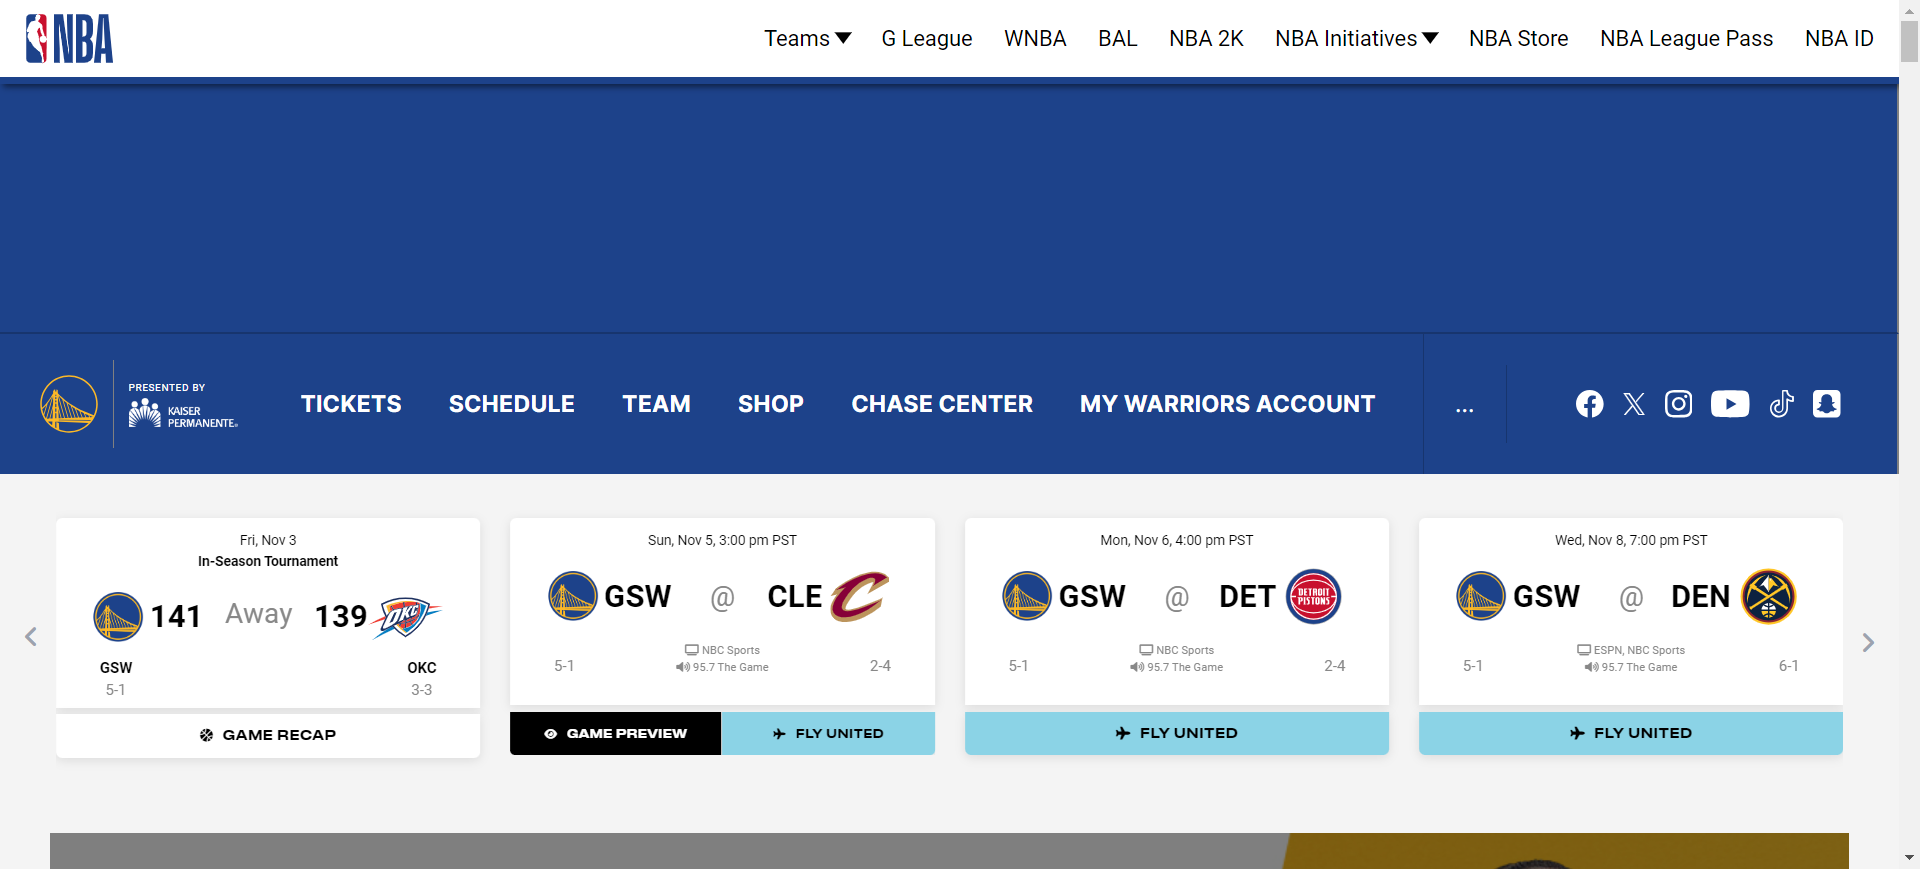 NBA
Teams G League WNBA BAL NBA 2K NBA Initiatives NBA Store NBA League Pass NBA ID
PRESENTED BY
KAISER
PERMANENTE®
TICKETS SCHEDULE TEAM SHOP CHASE CENTER MY WARRIORS ACCOUNT ...
Fri, Nov 3
In-Season Tournament
141 Away 139 OKC
GSW OKC
5-1 3-3
GAME RECAP
Sun, Nov 5, 3:00 pm PST
GSW @ CLE
NBC Sports
5-1 95.7 The Game 2-4
GAME PREVIEW FLY UNITED
Mon, Nov 6, 4:00 pm PST
GSW @ DET DETROIT
PISTONS
NBC Sports
5-1 95.7 The Game 2-4
FLY UNITED
Wed, Nov 8, 7:00 pm PST
GSW @ DEN
ESPN, NBC Sports
5-1 95.7 The Game 6-1
FLY UNITED